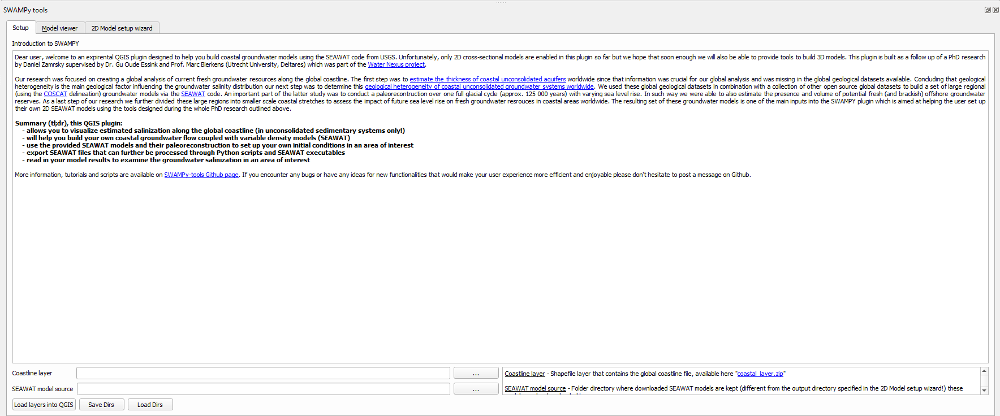 SWAMPy tools
Setup
Model viewer
2D Model setup wizard
Introduction to SWAMPY
Dear user, welcome to an expirental QGIS plugin designed to help you build coastal groundwater models using the SEAWAT code from USGS. Unfortunately, only 2D cross-sectional models are enabled in this plugin so far but we hope that soon enough we will also be able to provide tools to build 3D models. This plugin is built as a follow up of a PhD research
by Daniel Zamrsky supervised by Dr. Gu Oude Essink and Prof. Marc Bierkens (Utrecht University, Deltares) which was part of the Water Nexus project.
Our research was focused on creating a global analysis of current fresh groundwater resources along the global coastline. The first step was to estimate the thickness of coastal unconsolidated aquifers worldwide since that information was crucial for our global analysis and was missing in the global geological datasets available. Concluding that geological
heterogeneity is the main geological factor influencing the groundwater salinity distribution our next step was to determine this geological heterogeneity of coastal unconsolidated groundwater systems worldwide. We used these global geological datasets in combination with a collection of other open source global datasets to build a set of large regional
(using the COSCAT delineation) groundwater models via the SEAWAT code. An important part of the latter study was to conduct a paleorecontruction over one full glacial cycle (approx. 125 000 years) with varying sea level rise. In such way we were able to also estimate the presence and volume of potential fresh (and brackish) offshore groundwater
reserves. As a last step of our research we further divided these large regions into smaller scale coastal stretches to assess the impact of future sea level rise on fresh groundwater resrouces in coastal areas worldwide. The resulting set of these groundwater models is one of the main inputs into the SWAMPY plugin which is aimed at helping the user set up
their own 2D SEAWAT models using the tools designed during the whole PhD research outlined above.
Summary (tl;dr), this QGIS plugin:
- allows you to visualize estimated salinization along the global coastline (in unconsolidated sedimentary systems only!)
- will help you build your own coastal groundwater flow coupled with variable density models (SEAWAT)
- use the provided SEAWAT models and their paleoreconstruction to set up your own initial conditions in an area of interest
- export SEAWAT files that can further be processed through Python scripts and SEAWAT executables
- read in your model results to examine the groundwater salinization in an area of interest
More information, tutorials and scripts are available on SWAMPy-tools Github page. If you encounter any bugs or have any ideas for new functionalities that would make your user experience more efficient and enjoyable please don't hesitate to post a message on Github.
Coastline layer
...
Coastline layer - Shapefile layer that contains the global coastline file, available here "coastal_layer.zip"
SEAWAT model source
...
SEAWAT model source - Folder directory where downloaded SEAWAT models are kept (different from the output directory specified in the 2D Model setup wizard!) these
Load layers into QGIS
Save Dirs
Load Dirs